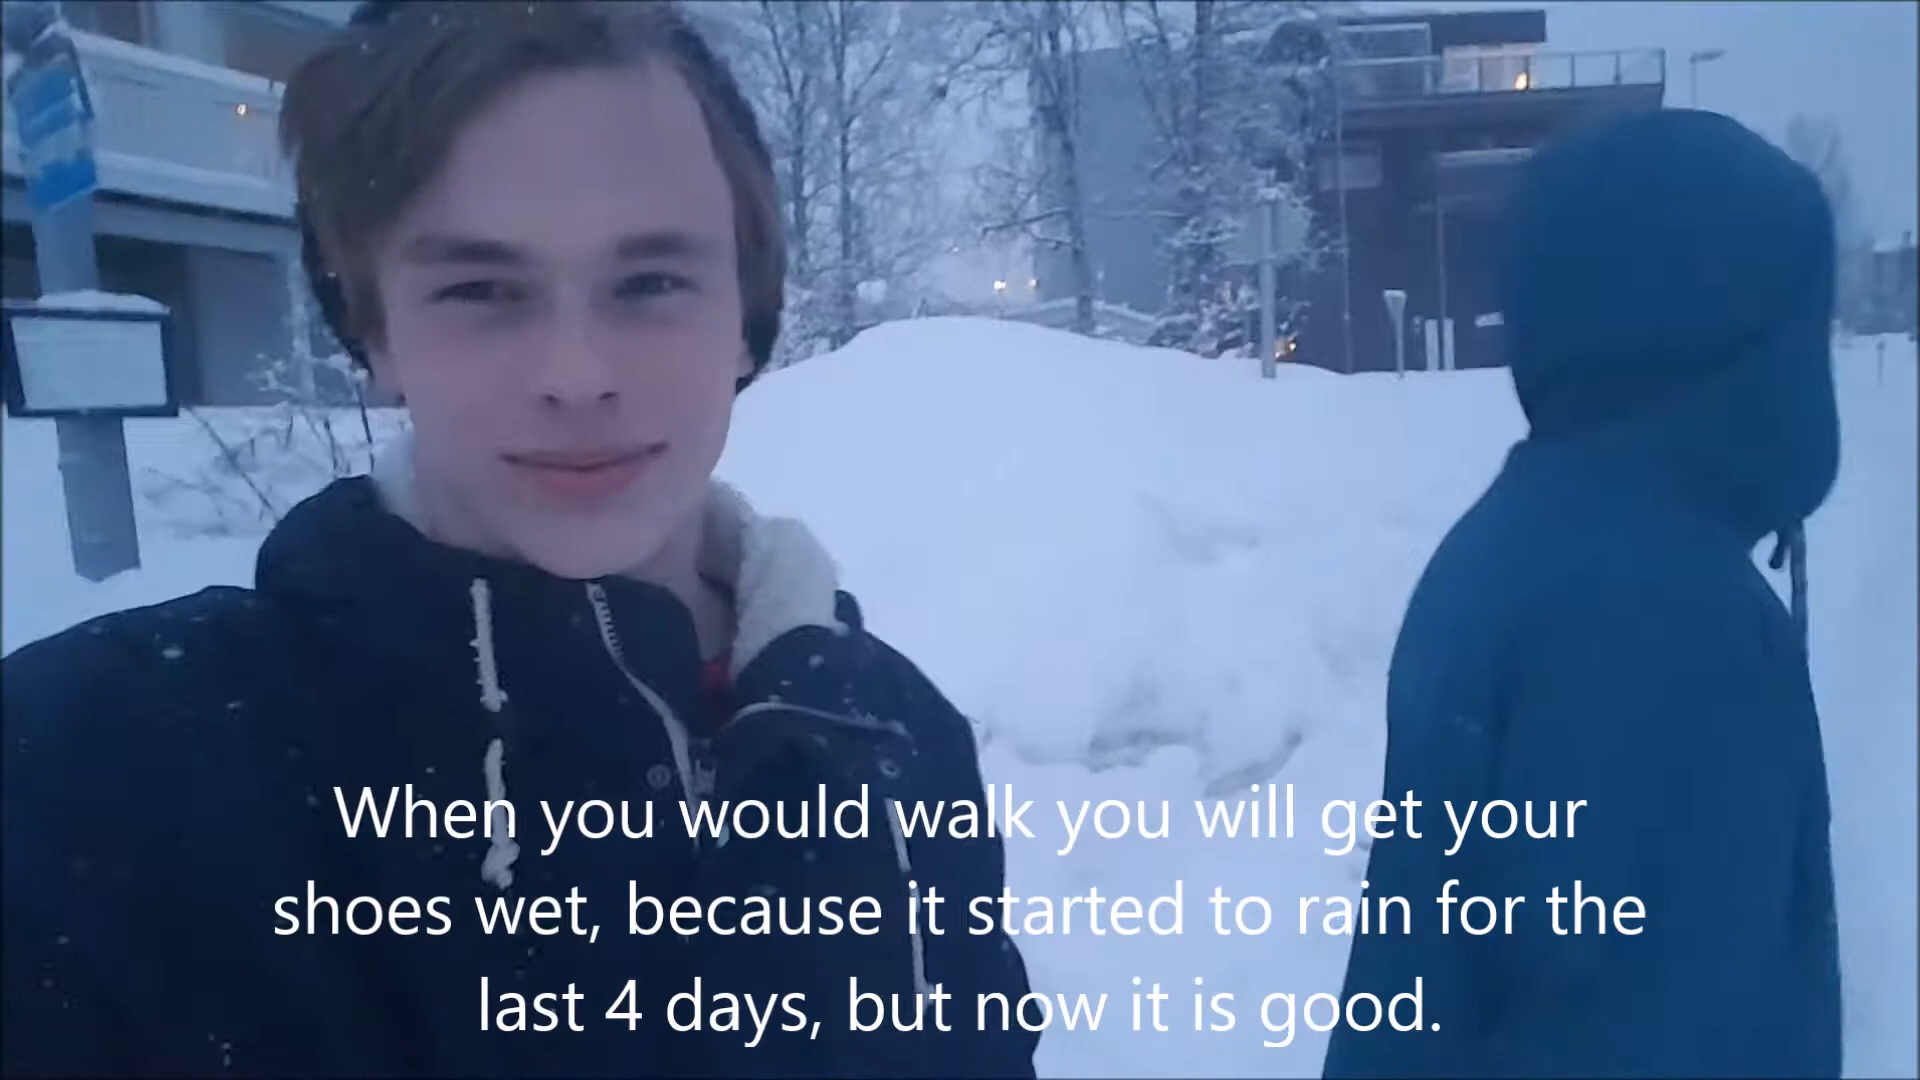 When you would walk you will get your
shoes wet, because it started to rain for the
last 4 days, but now it is good.